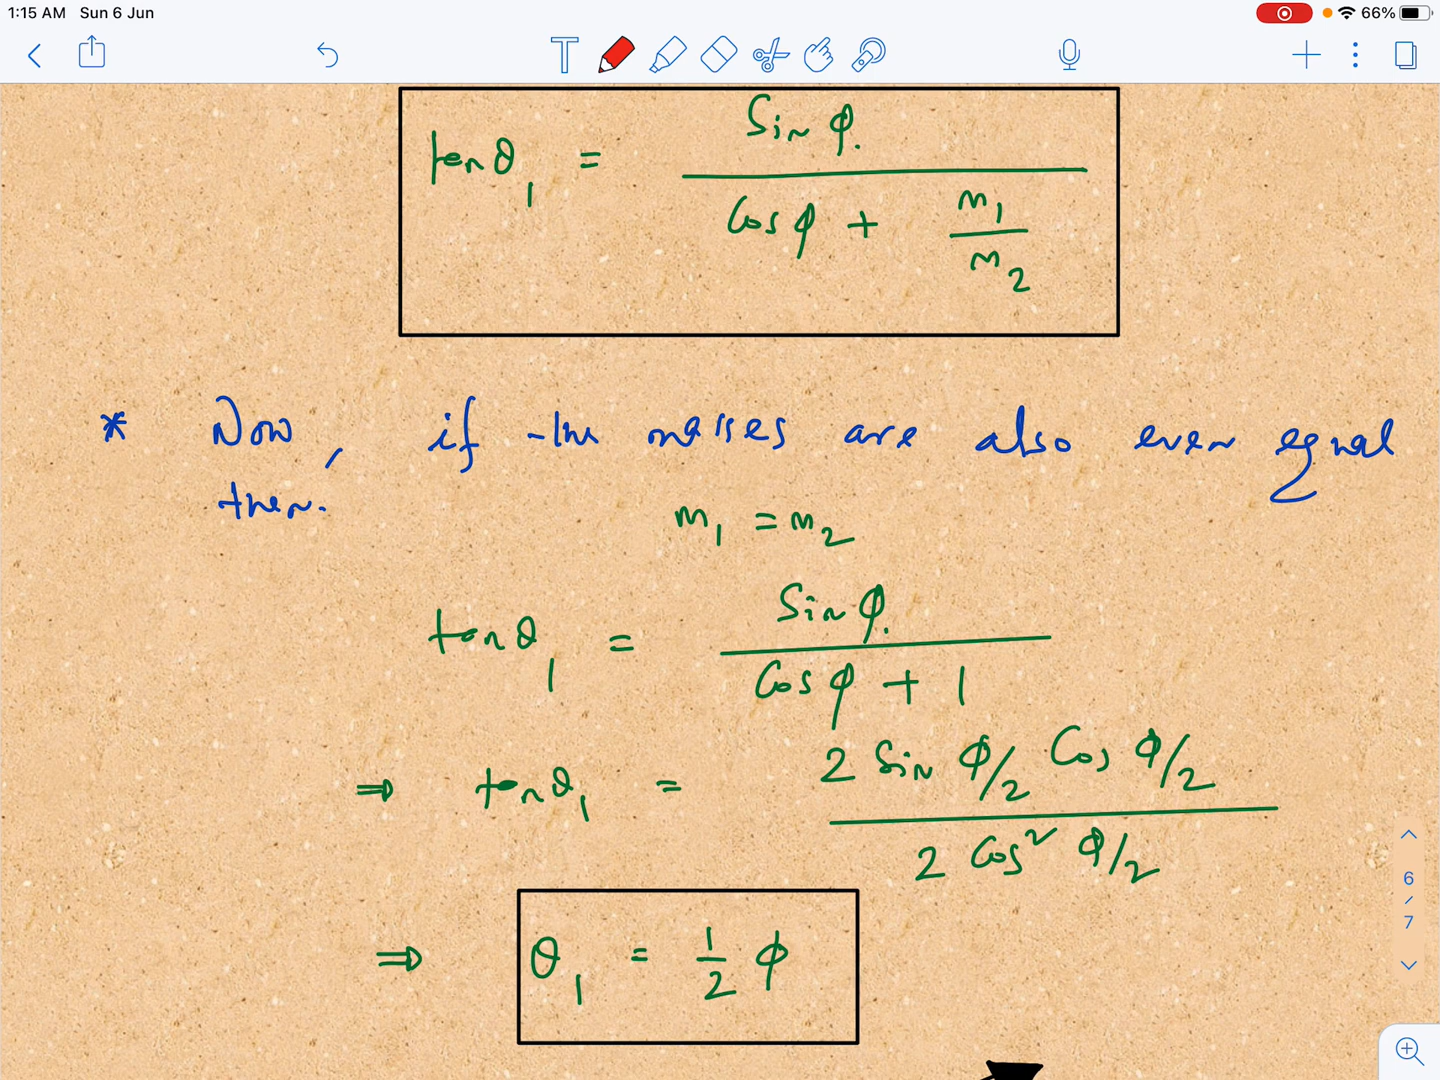 1:15 AM Sun 6 Jun 66%
T
tan θ₁ = Sin φ. / (Cos φ + m₁/m₂)
* Now, if the masses are also even equal
then.
m₁ = m₂
tan θ₁ = Sin φ. / (Cos φ + 1)
⇒ tan θ₁ = 2 Sin φ/2 Cos φ/2 / 2 Cos² φ/2
⇒ θ₁ = 1/2 φ
6
/
7